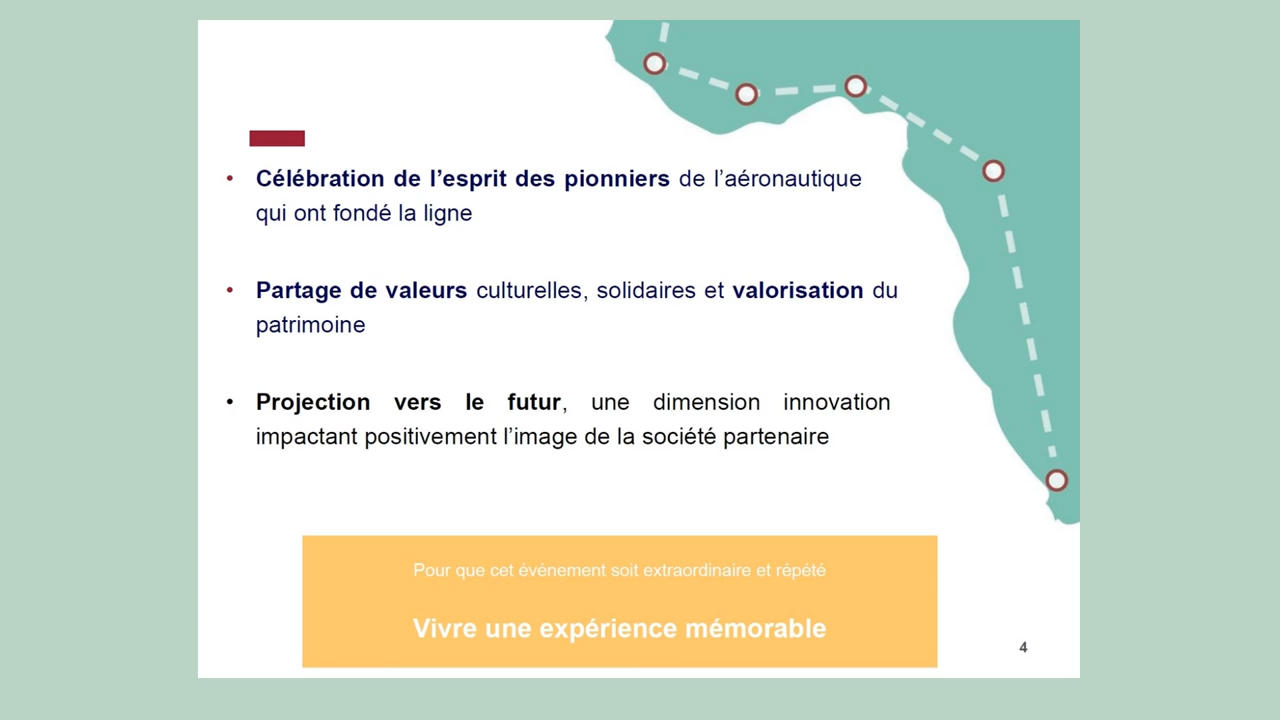 • Célébration de l’esprit des pionniers de l’aéronautique
qui ont fondé la ligne
• Partage de valeurs culturelles, solidaires et valorisation du
patrimoine
• Projection vers le futur, une dimension innovation
impactant positivement l’image de la société partenaire
Pour que cet événement soit extraordinaire et répété
Vivre une expérience mémorable
4